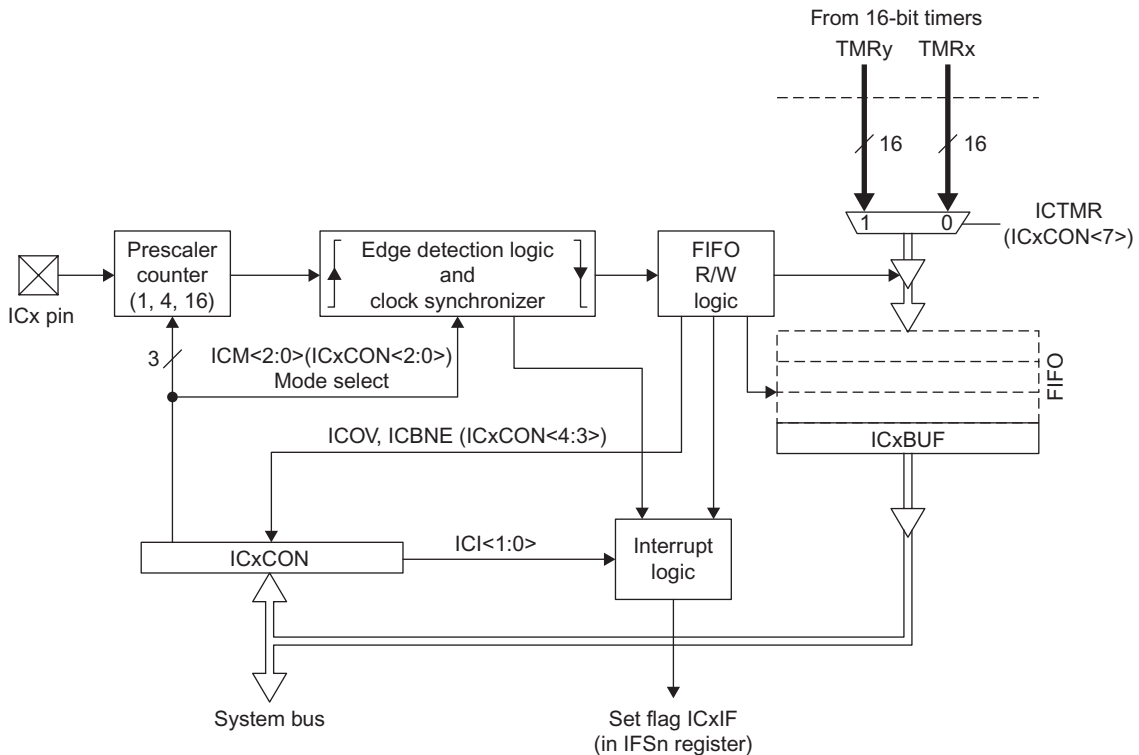 From 16-bit timers
TMRy TMRx
16 16
1 0
ICTMR
(ICxCON<7>)
Prescaler
counter
(1, 4, 16)
Edge detection logic
and
clock synchronizer
FIFO
R/W
logic
ICx pin
3
ICM<2:0>(ICxCON<2:0>)
Mode select
FIFO
ICOV, ICBNE (ICxCON<4:3>)
ICxBUF
ICxCON
ICI<1:0>
Interrupt
logic
System bus
Set flag ICxIF
(in IFSn register)